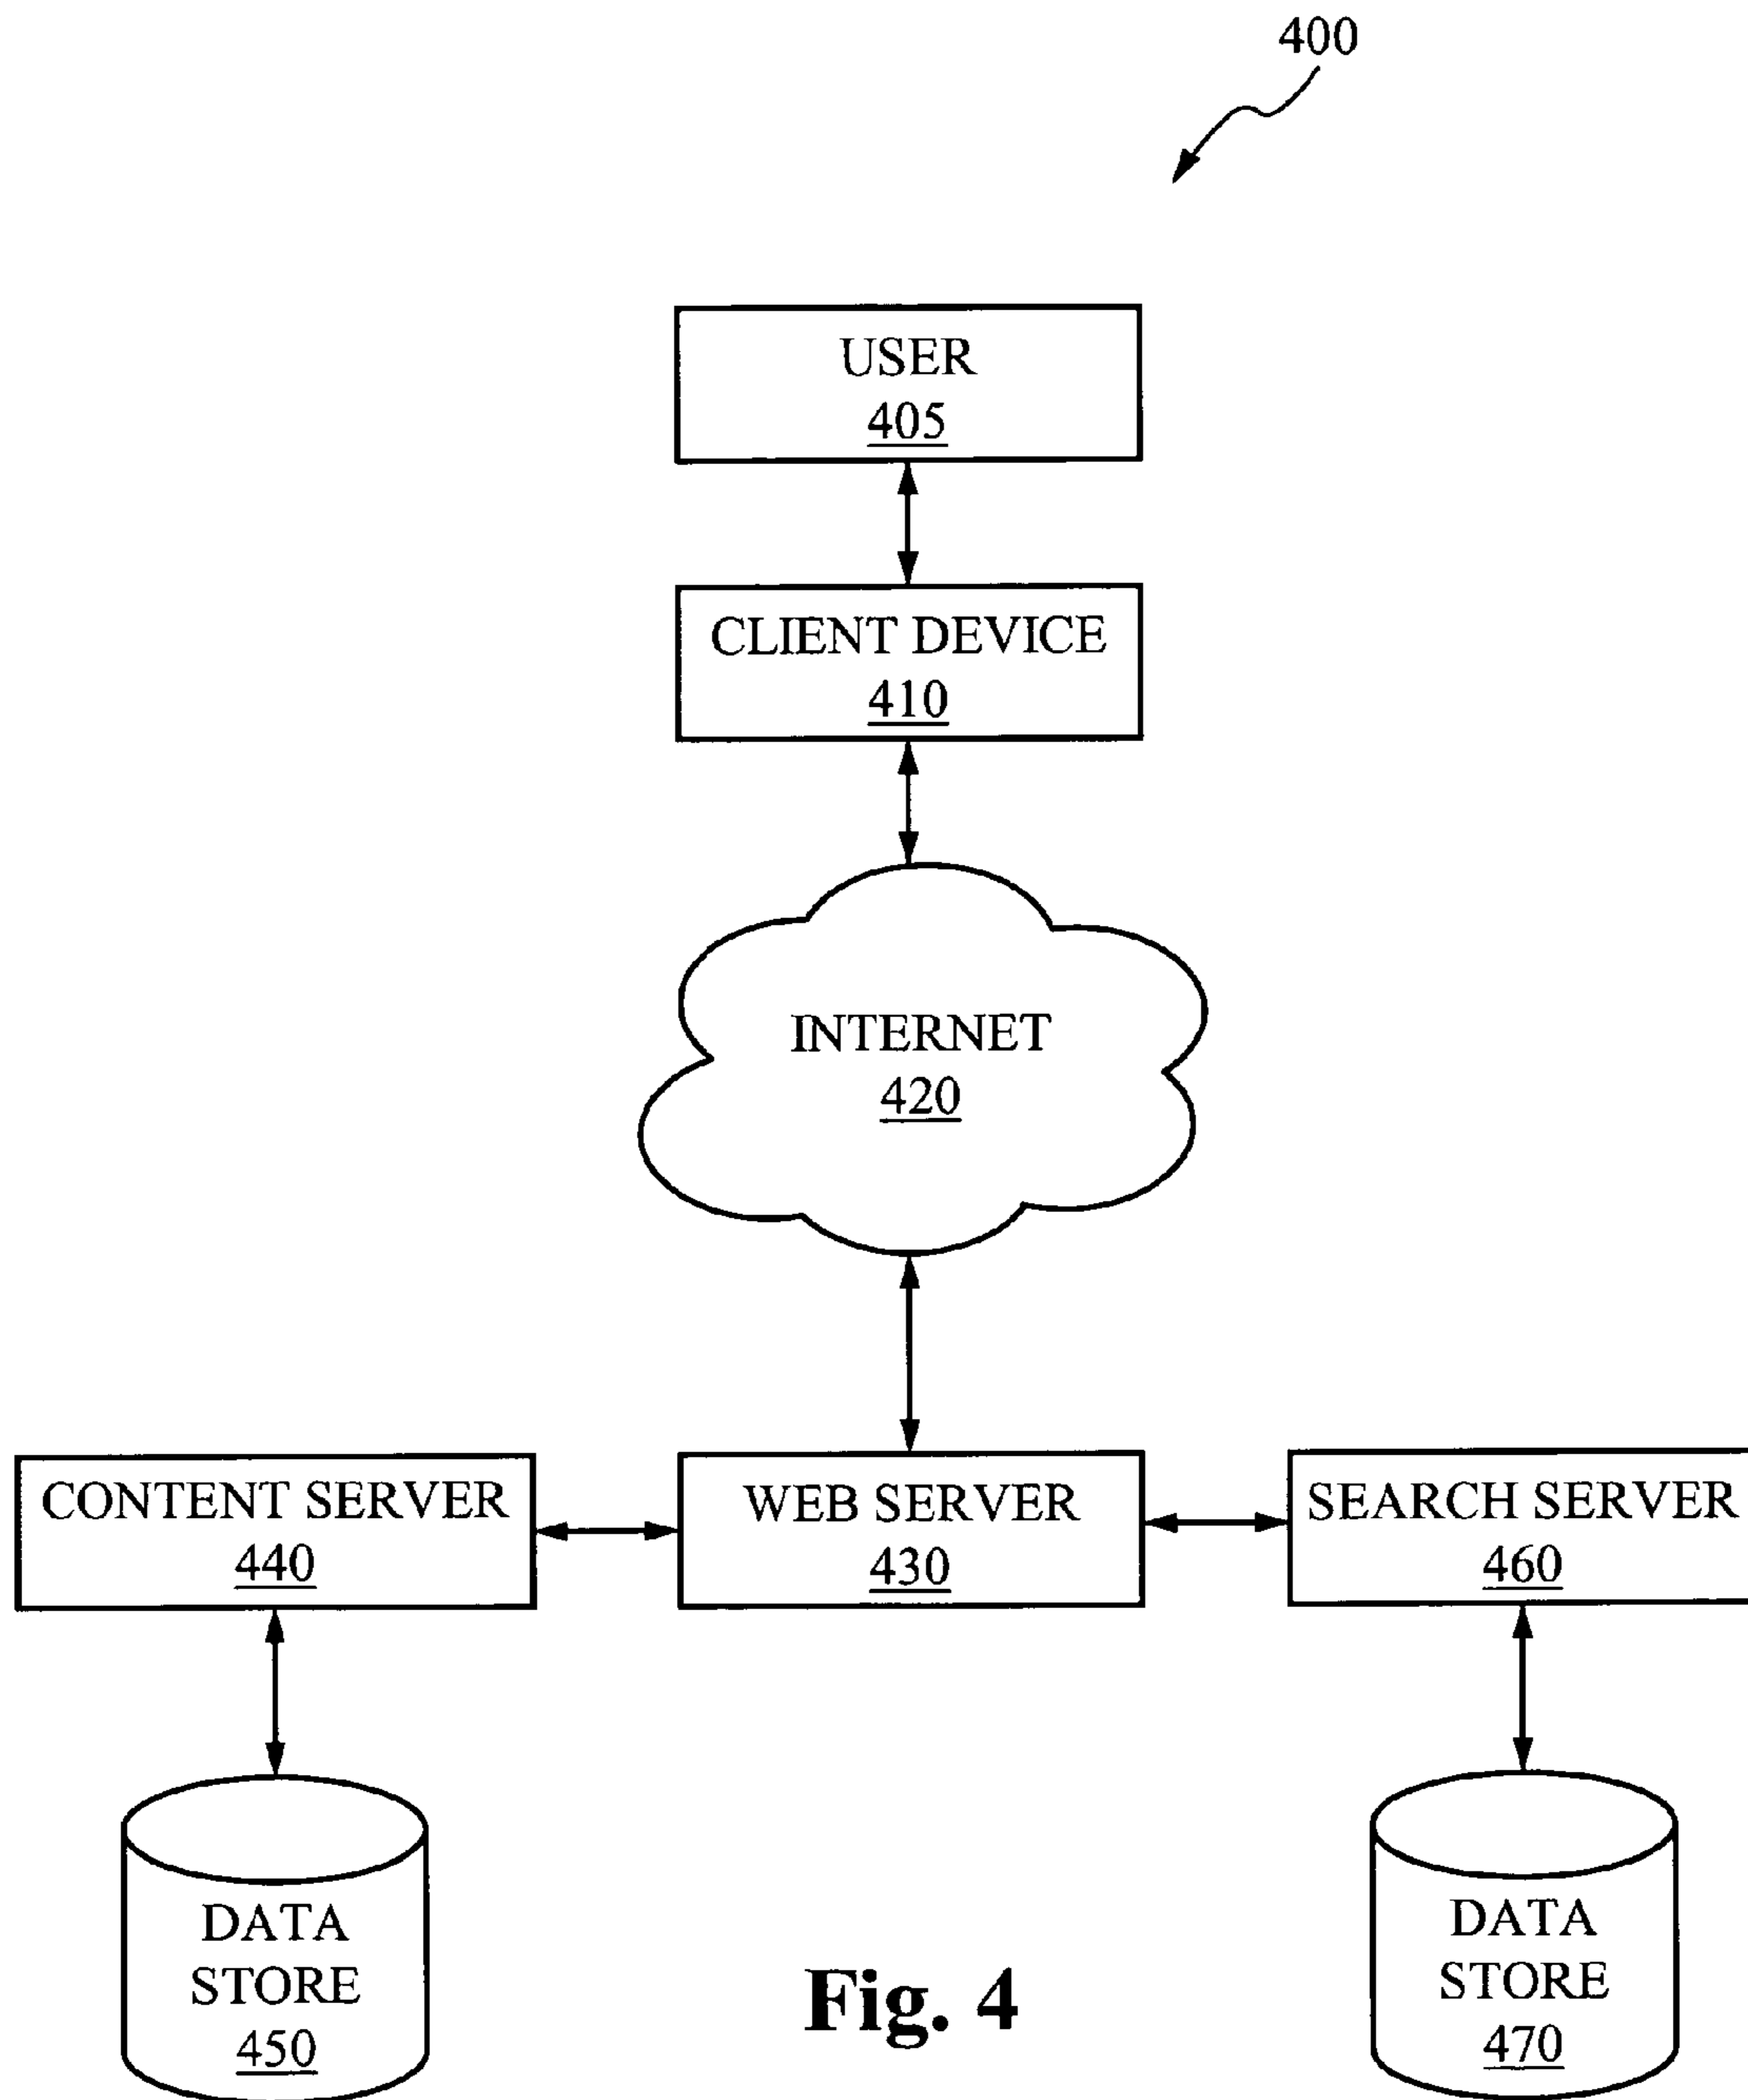 400
USER
405
CLIENT DEVICE
410
INTERNET
420
CONTENT SERVER
440
WEB SERVER
430
SEARCH SERVER
460
DATA
STORE
450
DATA
STORE
470
Fig. 4